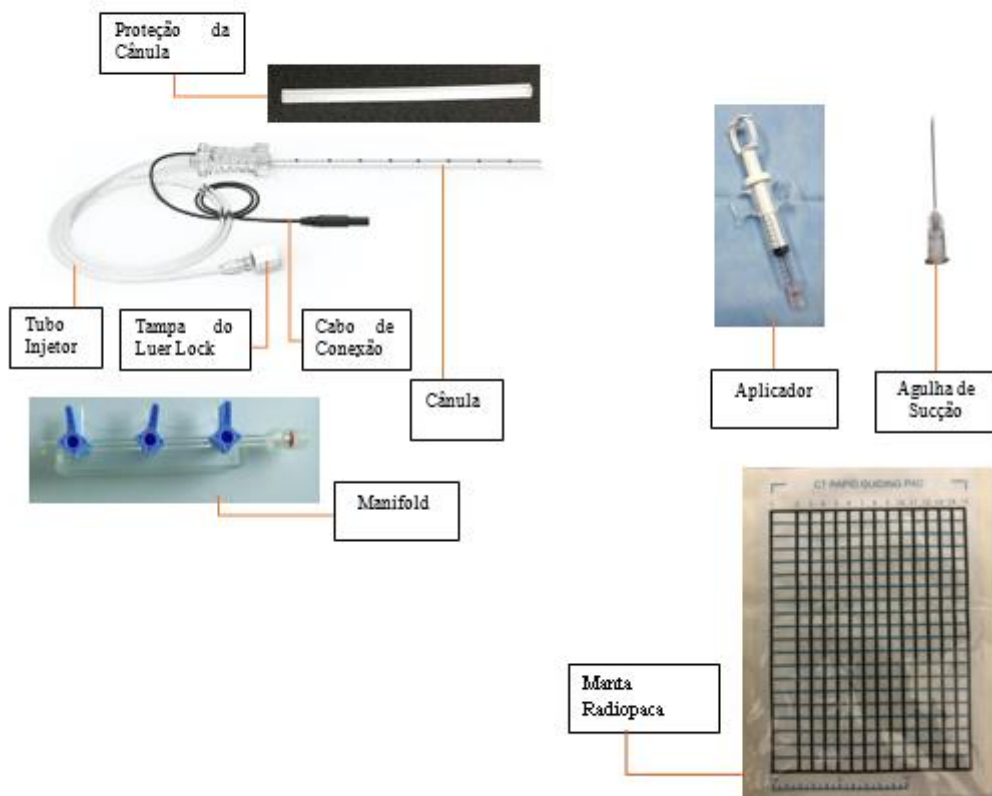 Proteção da
Cânula
Tubo
Injetor
Tampa do
Luer Lock
Cabo de
Conexão
Cânula
Aplicador
Agulha de
Sucção
Manifold
CT RAPID GUIDING PAD
Manta
Radiopaca